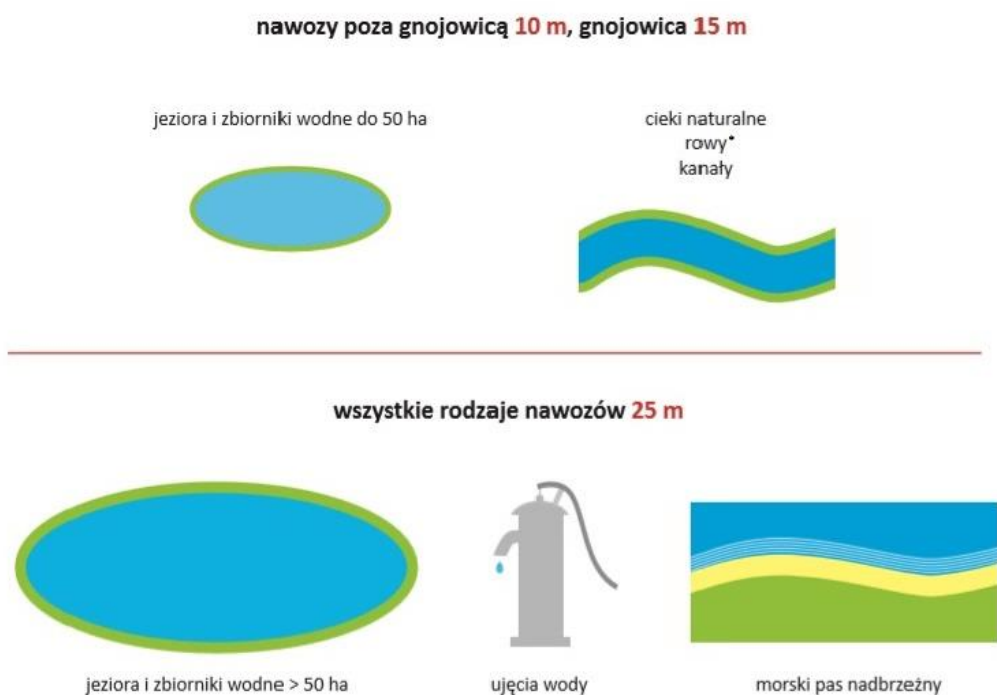 nawozy poza gnojowicą 10 m, gnojowica 15 m
jeziora i zbiorniki wodne do 50 ha
cieki naturalne
rowy*
kanały
wszystkie rodzaje nawozów 25 m
jeziora i zbiorniki wodne > 50 ha
ujęcia wody
morski pas nadbrzeżny